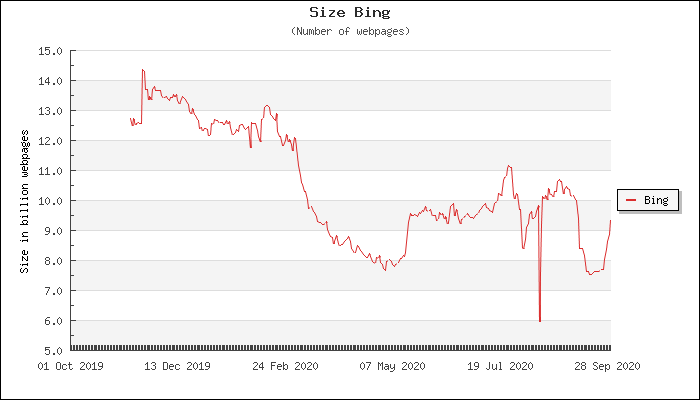 Size Bing
(Number of webpages)
15.0
14.0
13.0
12.0
11.0
10.0
9.0
8.0
7.0
6.0
5.0
Size in billion webpages
01 Oct 2019
13 Dec 2019
24 Feb 2020
07 May 2020
19 Jul 2020
28 Sep 2020
Bing